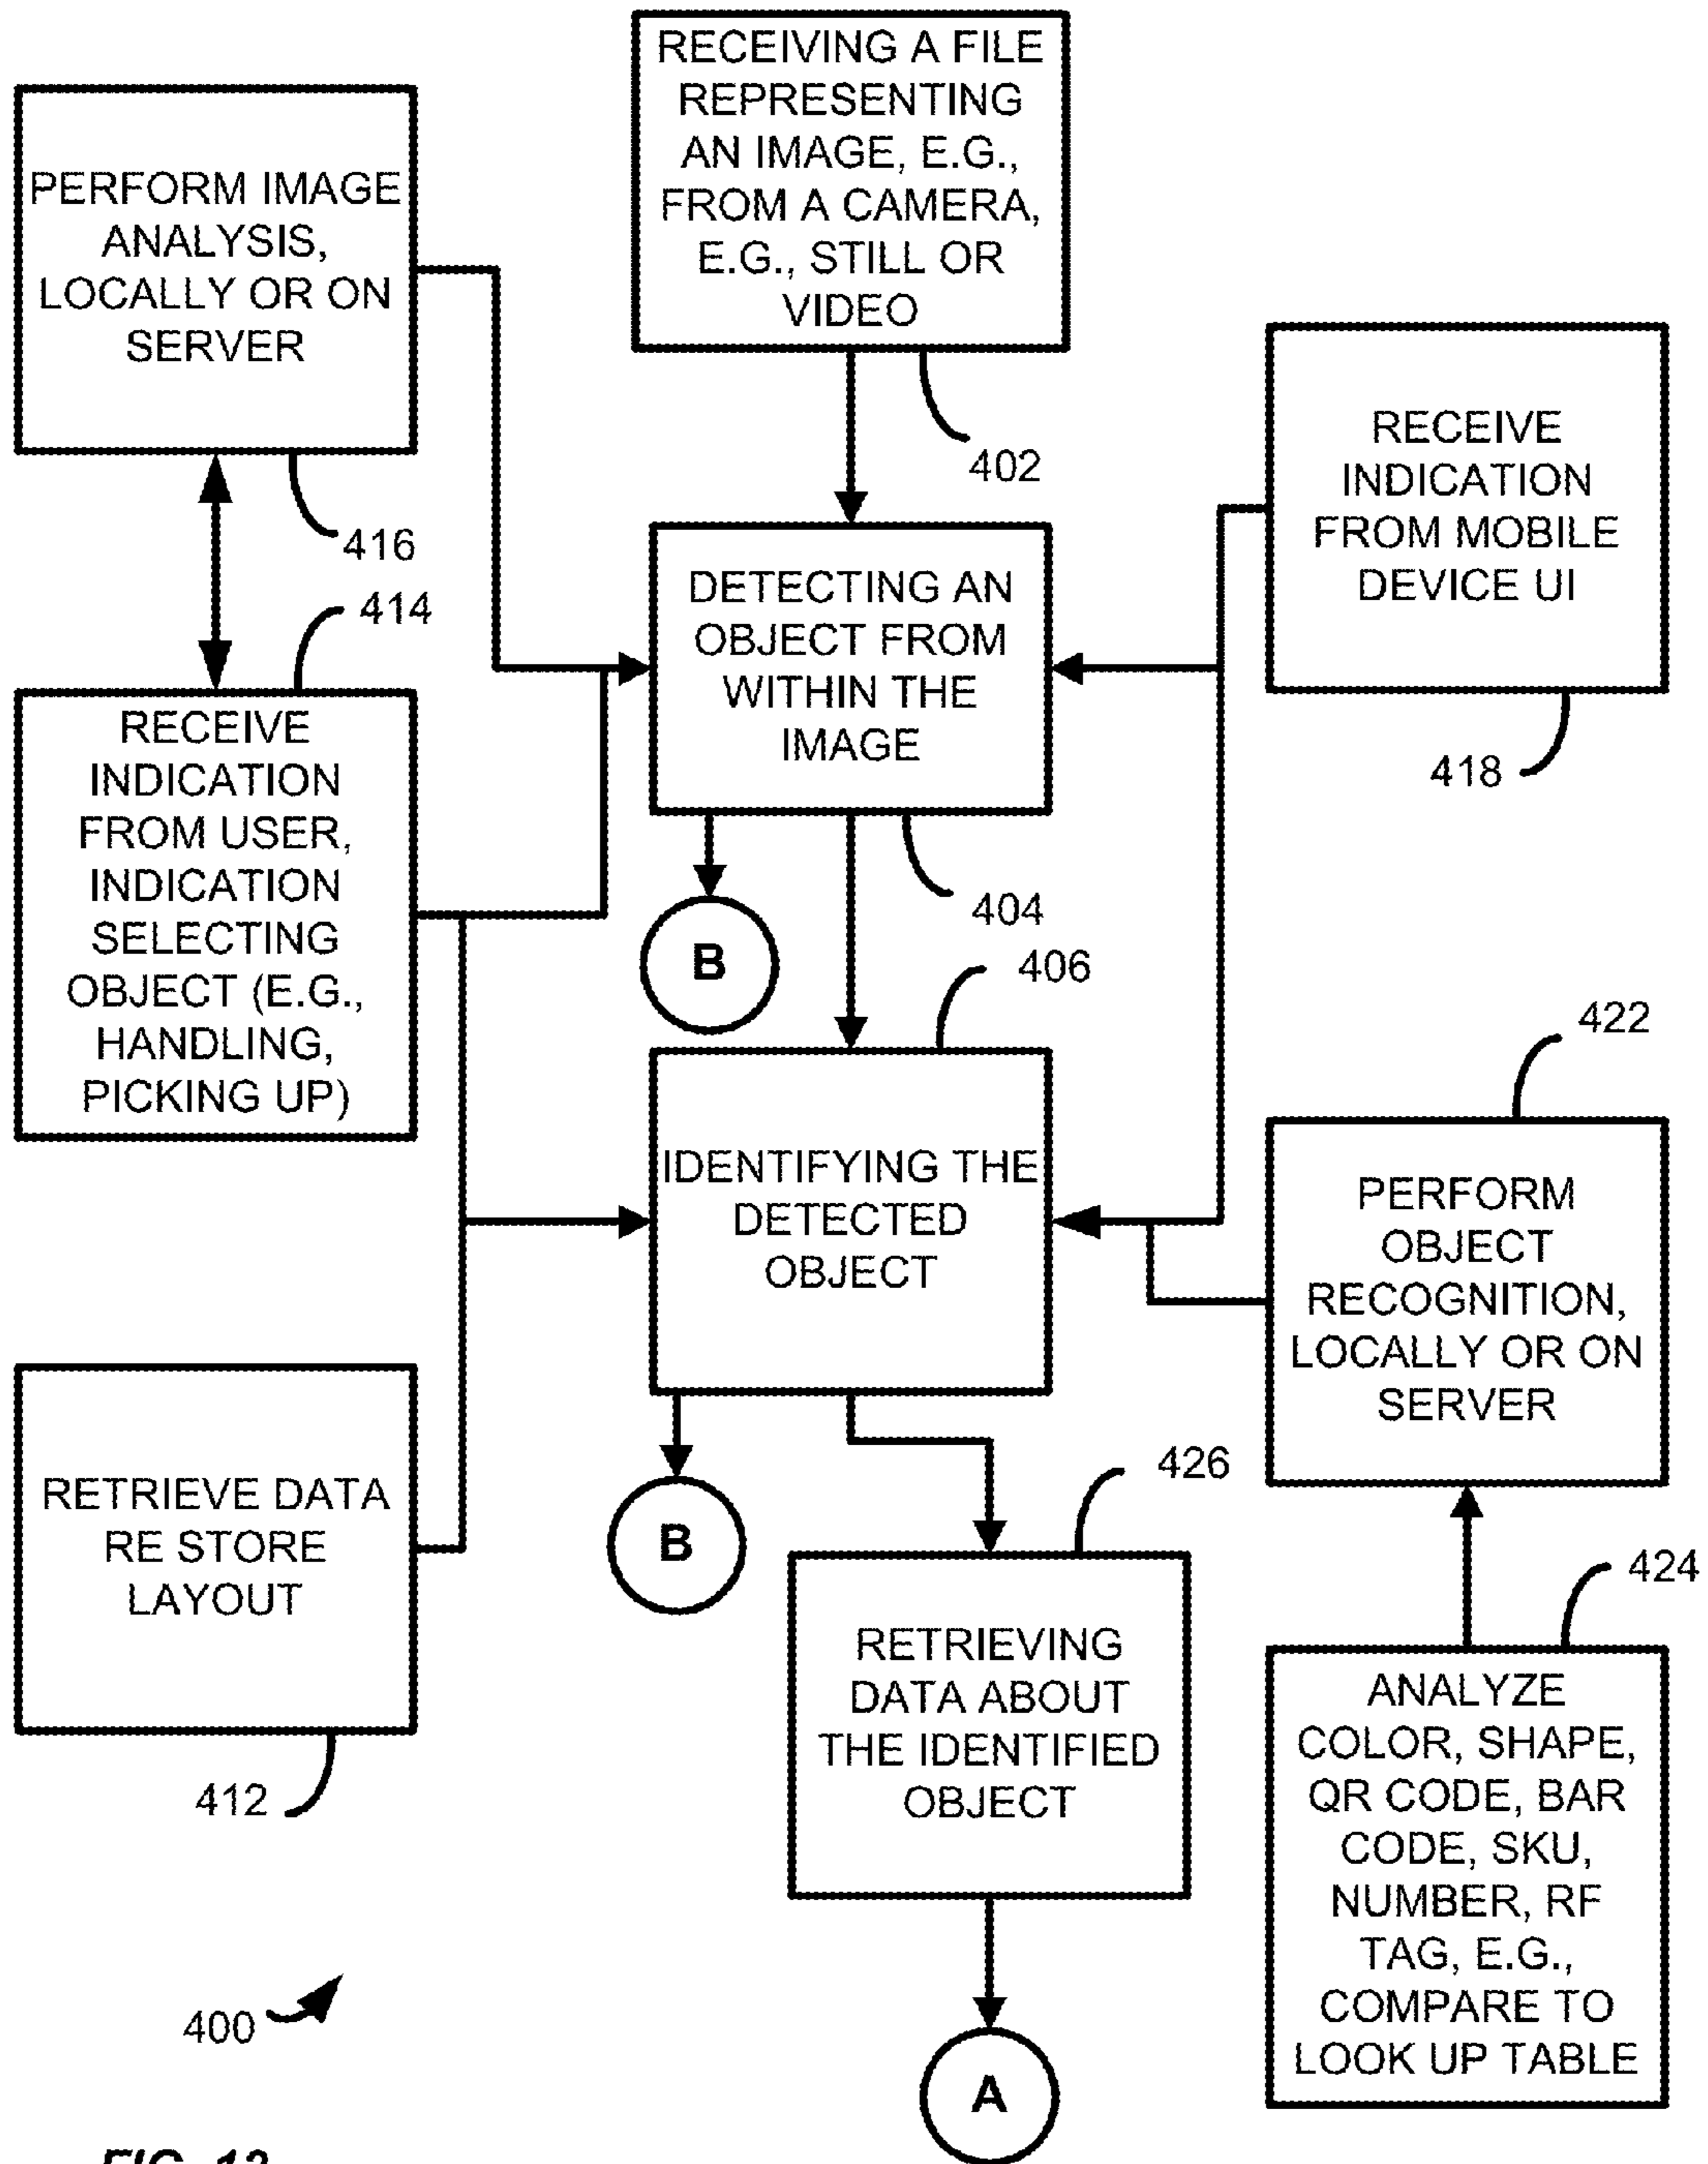 RECEIVING A FILE
REPRESENTING
AN IMAGE, E.G.,
FROM A CAMERA,
E.G., STILL OR
VIDEO
402
PERFORM IMAGE
ANALYSIS,
LOCALLY OR ON
SERVER
416
RECEIVE
INDICATION
FROM MOBILE
DEVICE UI
418
DETECTING AN
OBJECT FROM
WITHIN THE
IMAGE
404
B
414
RECEIVE
INDICATION
FROM USER,
INDICATION
SELECTING
OBJECT (E.G.,
HANDLING,
PICKING UP)
406
IDENTIFYING THE
DETECTED
OBJECT
B
422
PERFORM
OBJECT
RECOGNITION,
LOCALLY OR ON
SERVER
RETRIEVE DATA
RE STORE
LAYOUT
412
426
RETRIEVING
DATA ABOUT
THE IDENTIFIED
OBJECT
A
424
ANALYZE
COLOR, SHAPE,
QR CODE, BAR
CODE, SKU,
NUMBER, RF
TAG, E.G.,
COMPARE TO
LOOK UP TABLE
400